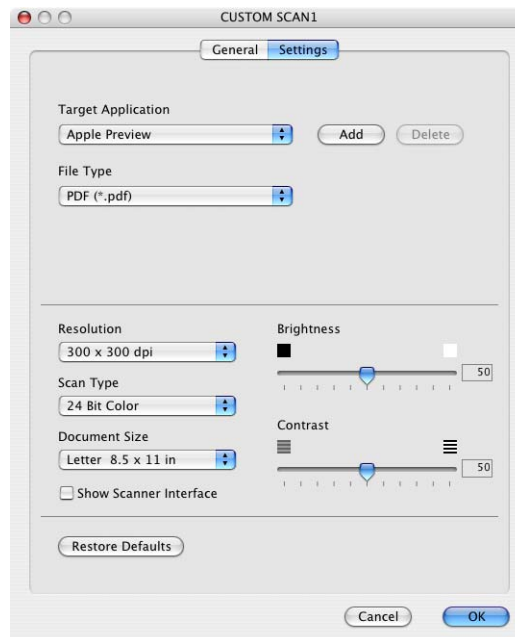 CUSTOM SCAN1
General Settings
Target Application
Apple Preview Add Delete
File Type
PDF (*.pdf)
Resolution
300 x 300 dpi
Scan Type
24 Bit Color
Document Size
Letter 8.5 x 11 in
Show Scanner Interface
Brightness
50
Contrast
50
Restore Defaults
Cancel OK